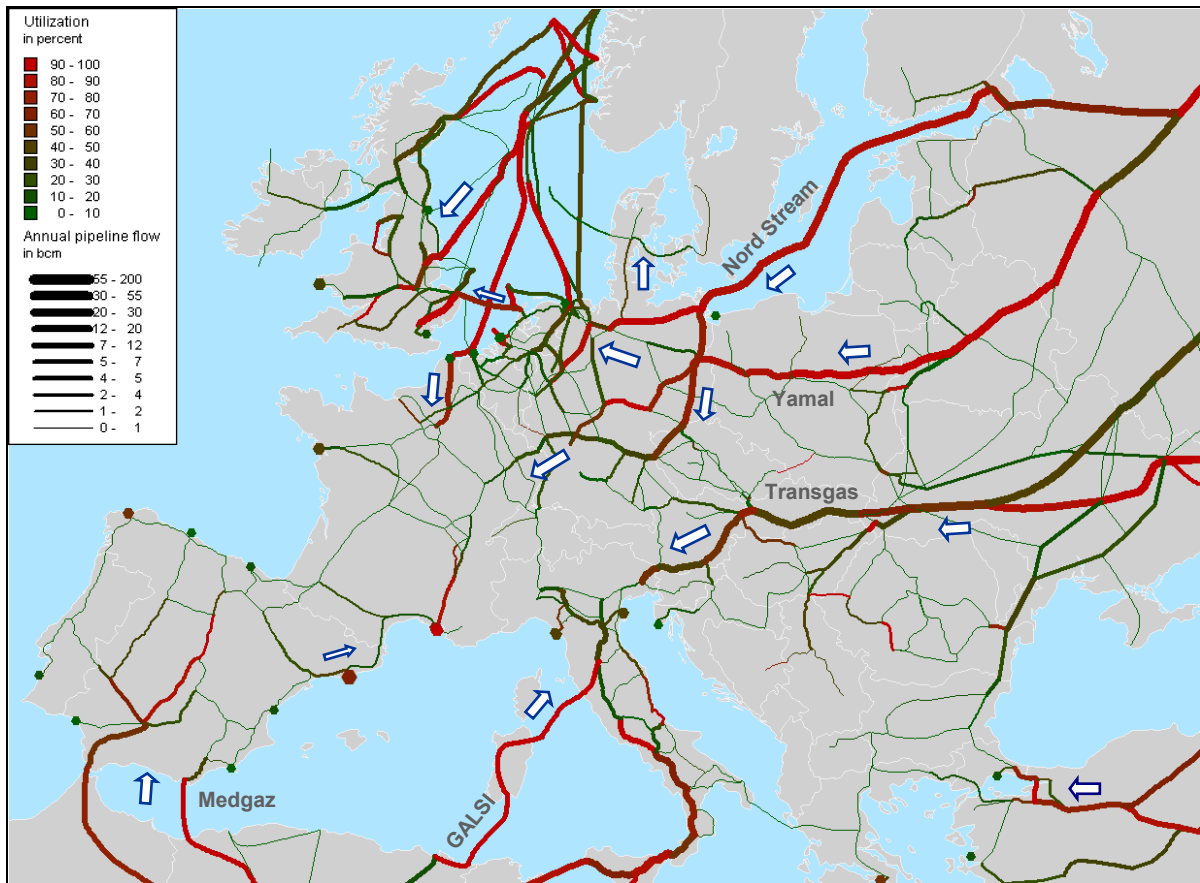 Utilization
in percent
90 - 100
80 - 90
70 - 80
60 - 70
50 - 60
40 - 50
30 - 40
20 - 30
10 - 20
0 - 10
Annual pipeline flow
in bcm
55 - 200
30 - 55
20 - 30
12 - 20
7 - 12
5 - 7
4 - 5
2 - 4
1 - 2
0 - 1
Nord Stream
Yamal
Transgas
Medgaz
GALSI